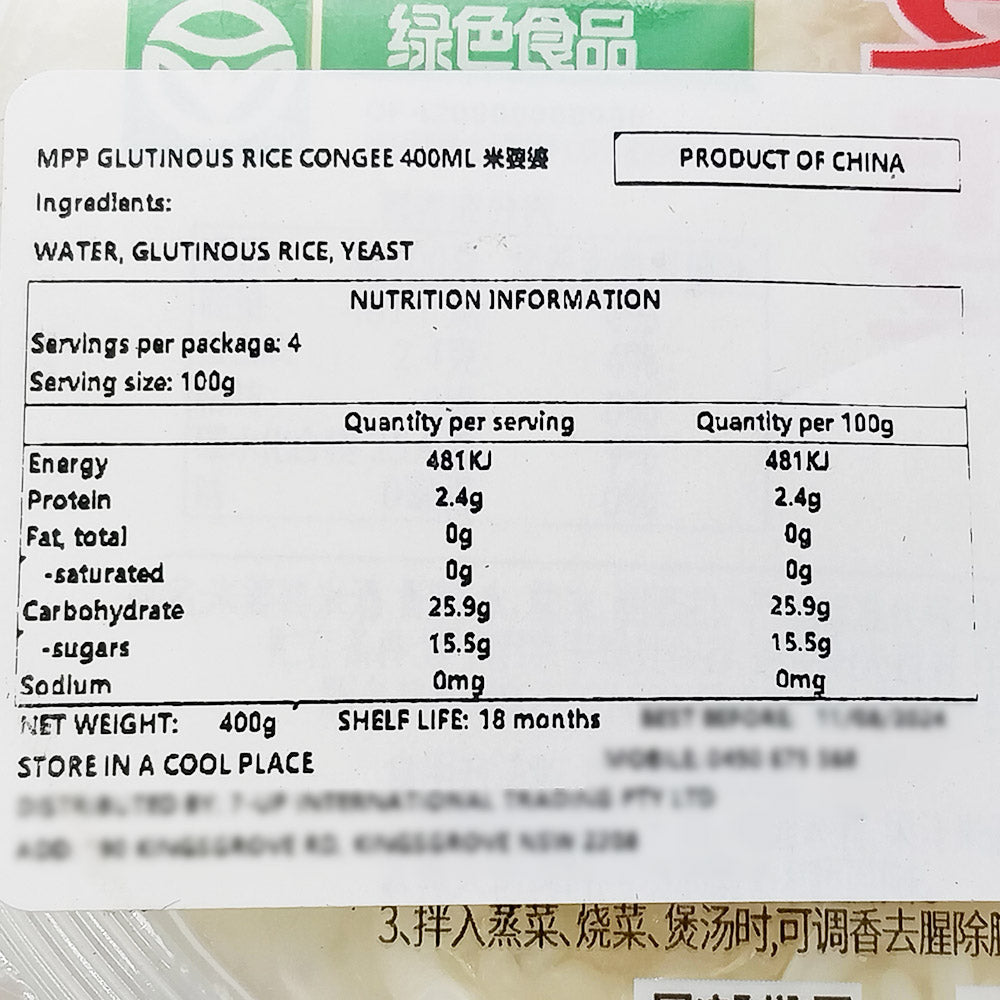 绿色食品
MPP GLUTINOUS RICE CONGEE 400ML 米婆婆
PRODUCT OF CHINA
Ingredients:
WATER, GLUTINOUS RICE, YEAST
NUTRITION INFORMATION
Servings per package: 4
Serving size: 100g
Quantity per serving Quantity per 100g
Energy 481KJ 481KJ
Protein 2.4g 2.4g
Fat, total 0g 0g
-saturated 0g 0g
Carbohydrate 25.9g 25.9g
-sugars 15.5g 15.5g
Sodium 0mg 0mg
NET WEIGHT: 400g SHELF LIFE: 18 months
STORE IN A COOL PLACE
3、拌入蒸菜、烧菜、煲汤时,可调香去腥除